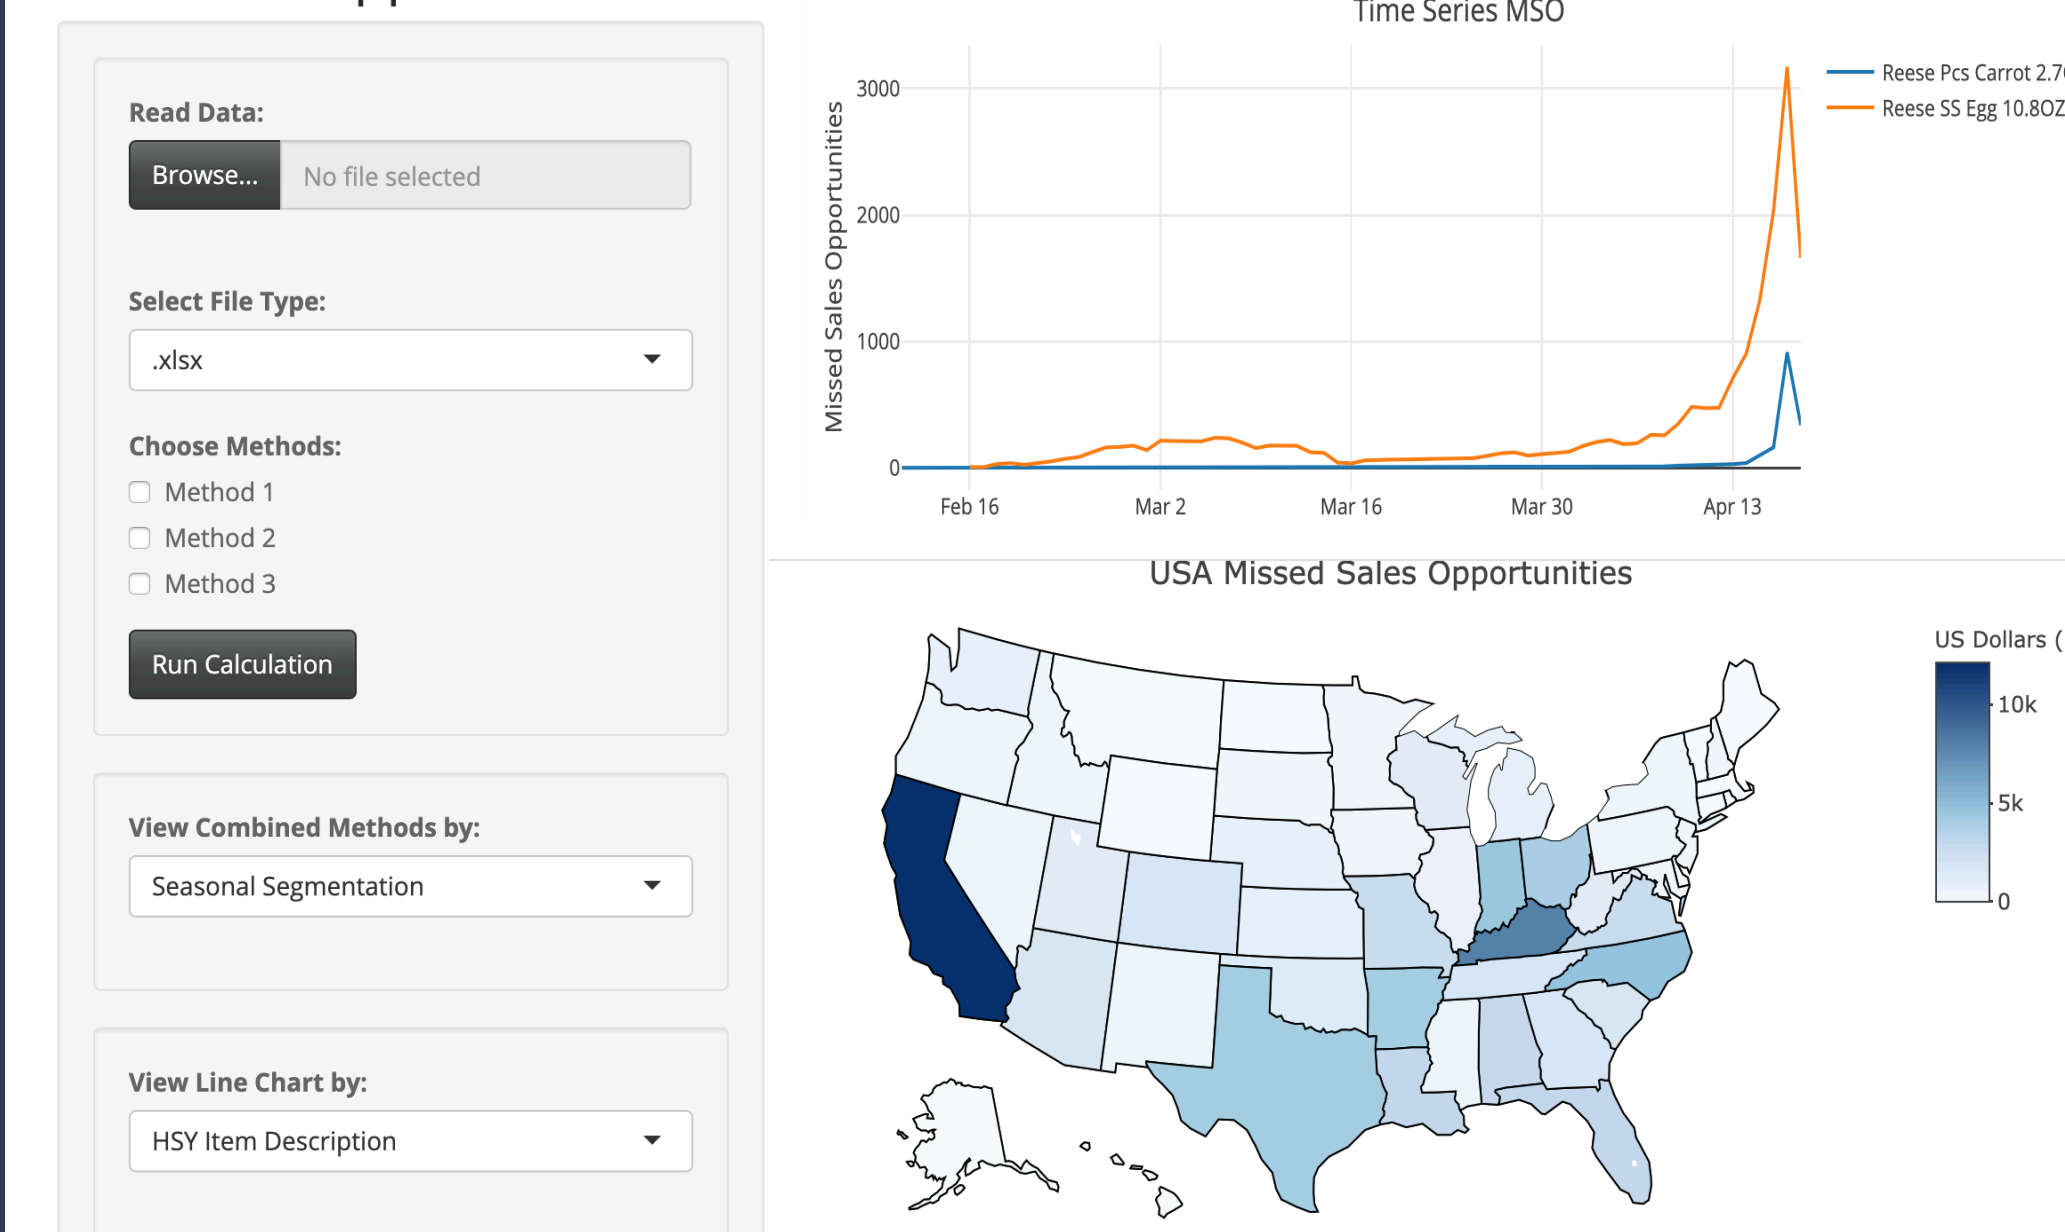 Read Data:
Browse...
No file selected
Select File Type:
.xlsx
Choose Methods:
Method 1
Method 2
Method 3
Run Calculation
View Combined Methods by:
Seasonal Segmentation
View Line Chart by:
HSY Item Description
Time Series MSO
Missed Sales Opportunities
3000
2000
1000
0
Feb 16
Mar 2
Mar 16
Mar 30
Apr 13
Reese Pcs Carrot 2.7
Reese SS Egg 10.8OZ
USA Missed Sales Opportunities
US Dollars (
10k
5k
0